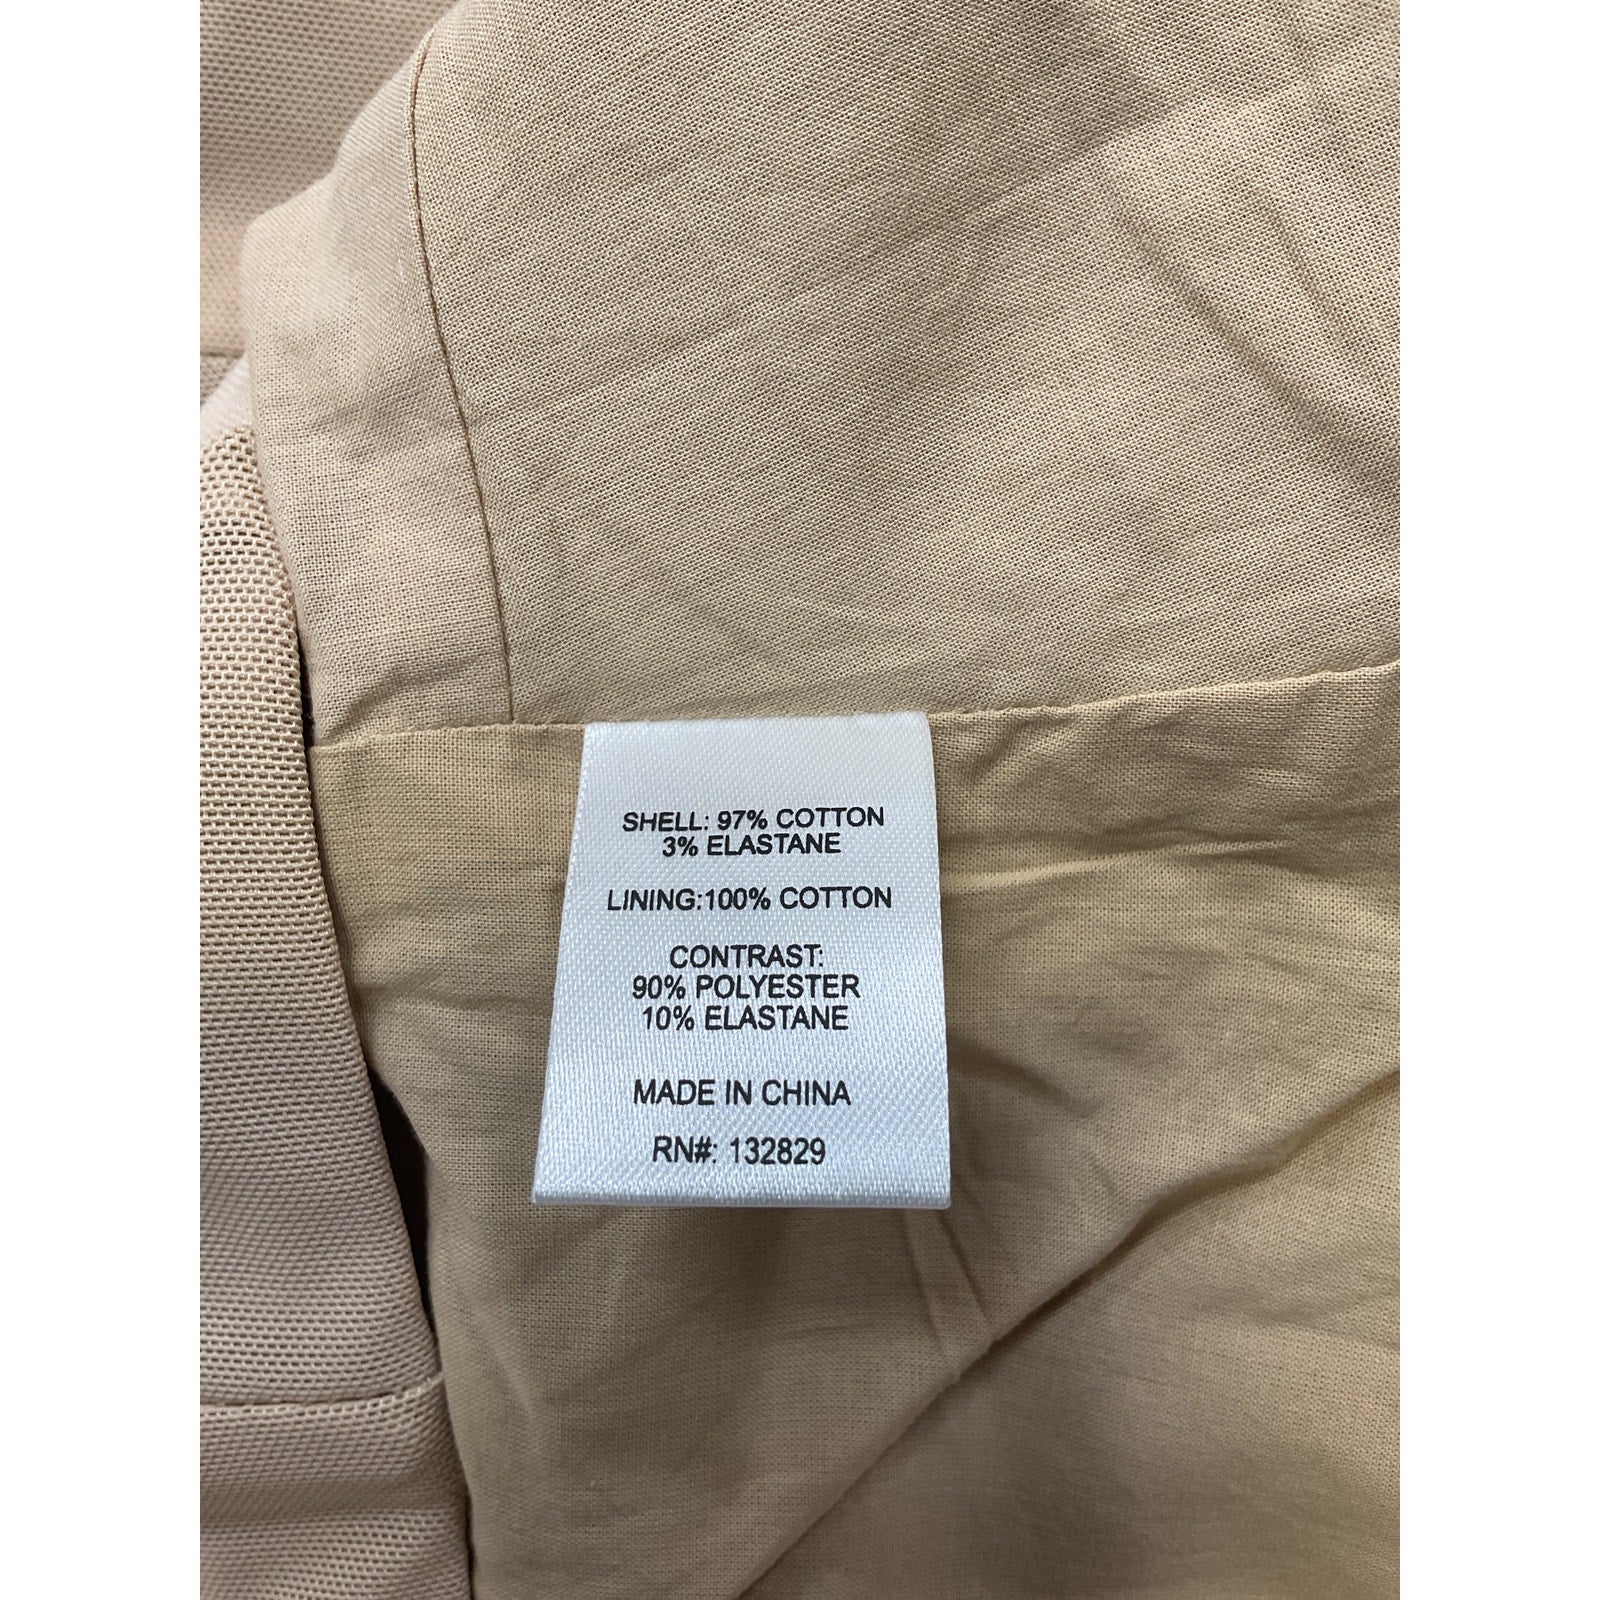 SHELL: 97% COTTON
3% ELASTANE
LINING:100% COTTON
CONTRAST:
90% POLYESTER
10% ELASTANE
MADE IN CHINA
RN#: 132829